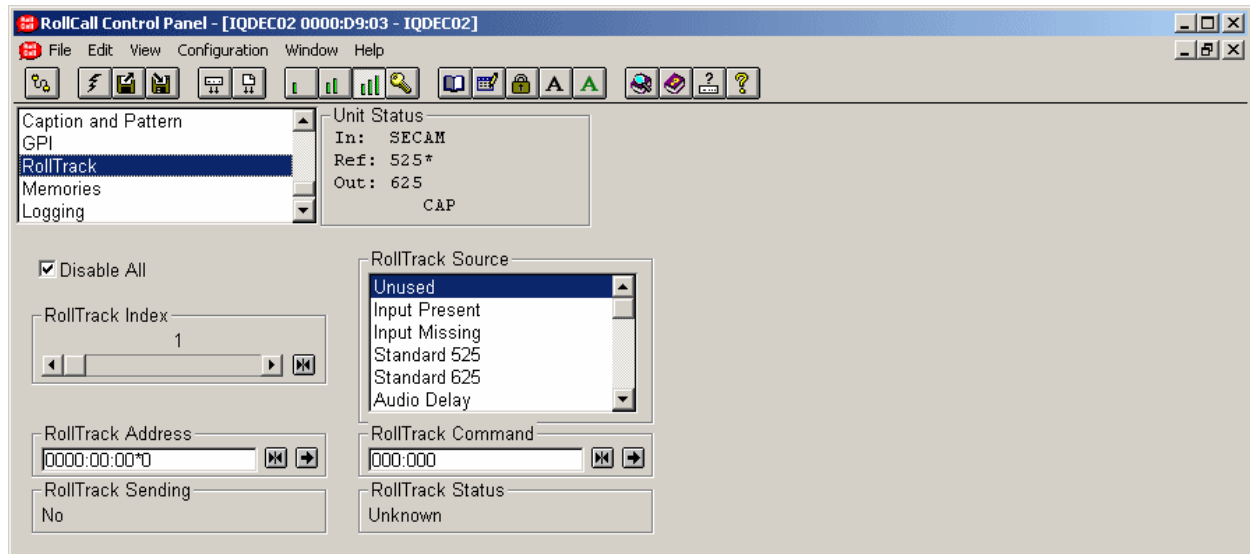 RollCall Control Panel - [IQDEC02 0000:D9:03 - IQDEC02]
File Edit View Configuration Window Help
A A ? ?
Caption and Pattern
GPI
RollTrack
Memories
Logging
Unit Status
In: SECAM
Ref: 525*
Out: 625
CAP
Disable All
RollTrack Index
1
RollTrack Source
Unused
Input Present
Input Missing
Standard 525
Standard 625
Audio Delay
RollTrack Address
0000:00:00*0
RollTrack Command
000:000
RollTrack Sending
No
RollTrack Status
Unknown